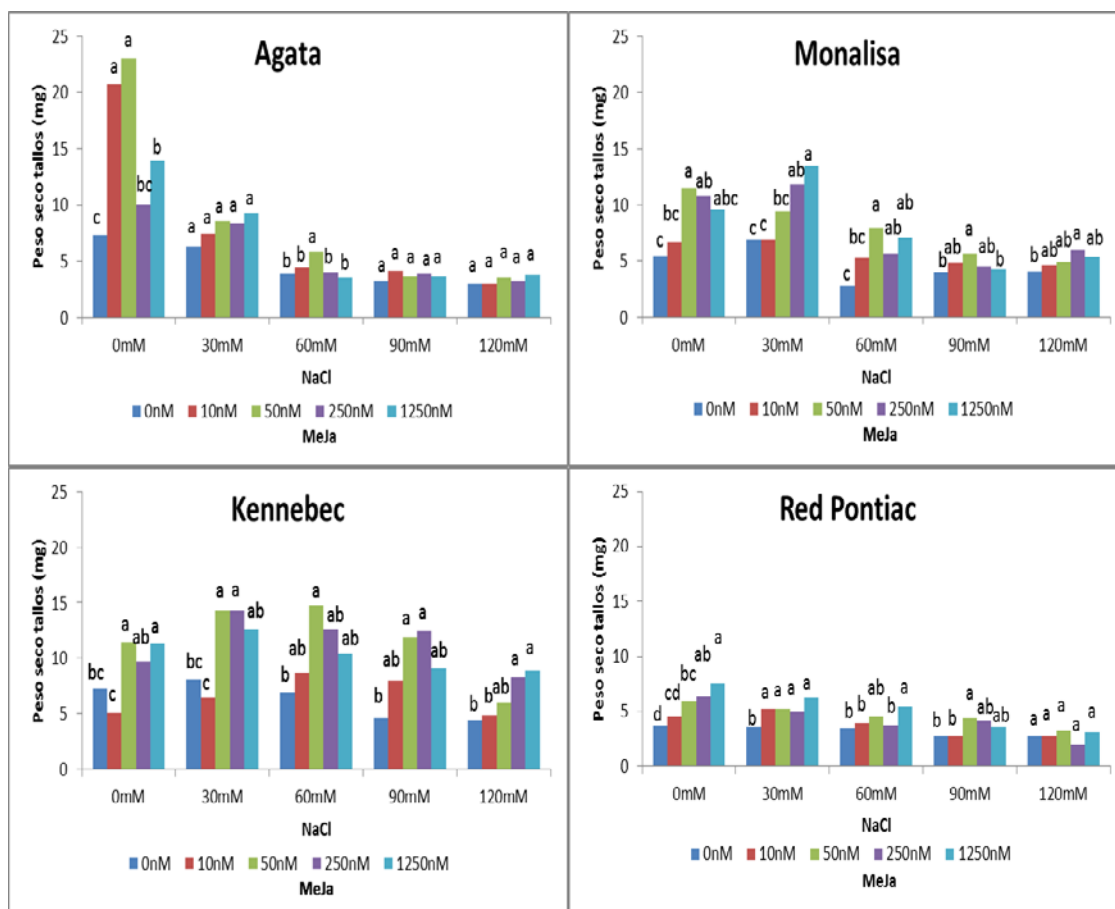 Agata
Peso seco tallos (mg)
25
20
15
10
5
0
c a a bc b
a a a a a
b b a b b
a a a a a
a a a a a
0mM 30mM 60mM 90mM 120mM
NaCl
0nM 10nM 50nM 250nM 1250nM
MeJa
Monalisa
Peso seco tallos (mg)
25
20
15
10
5
0
c bc a ab abc
c c bc ab a
c bc a ab ab
b ab a ab b
b ab ab a ab
0mM 30mM 60mM 90mM 120mM
NaCl
0nM 10nM 50nM 250nM 1250nM
MeJa
Kennebec
Peso seco tallos (mg)
25
20
15
10
5
0
bc c a ab a
bc c a a ab
b ab a ab ab
b ab a a ab
b b ab a a
0mM 30mM 60mM 90mM 120mM
NaCl
0nM 10nM 50nM 250nM 1250nM
MeJa
Red Pontiac
Peso seco tallos (mg)
25
20
15
10
5
0
d cd bc ab a
b a a a a
b b ab b a
b b a ab ab
a a a a a
0mM 30mM 60mM 90mM 120mM
NaCl
0nM 10nM 50nM 250nM 1250nM
MeJa